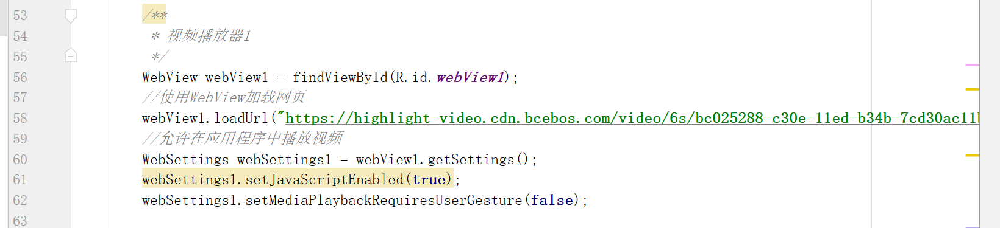 53 /**
54 * 视频播放器1
55 */
56 WebView webView1 = findViewById(R.id.webView1);
57 //使用WebView加载网页
58 webView1.loadUrl("https://highlight-video.cdn.bcebos.com/video/6s/bc025288-c30e-11ed-b34b-7cd30ac11b
59 //允许在应用程序中播放视频
60 WebSettings webSettings1 = webView1.getSettings();
61 webSettings1.setJavaScriptEnabled(true);
62 webSettings1.setMediaPlaybackRequiresUserGesture(false);
63